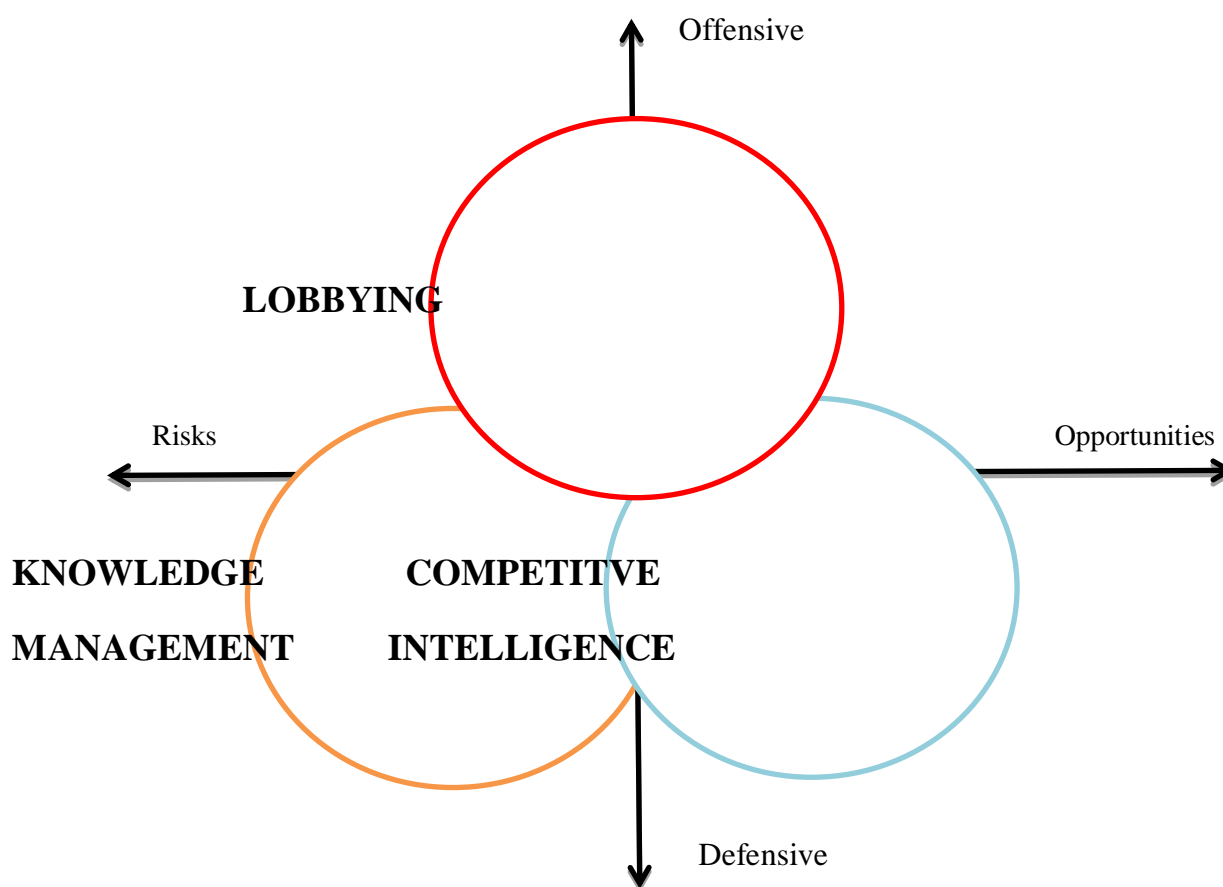 Offensive
LOBBYING
Risks
Opportunities
KNOWLEDGE
COMPETITVE
MANAGEMENT
INTELLIGENCE
Defensive